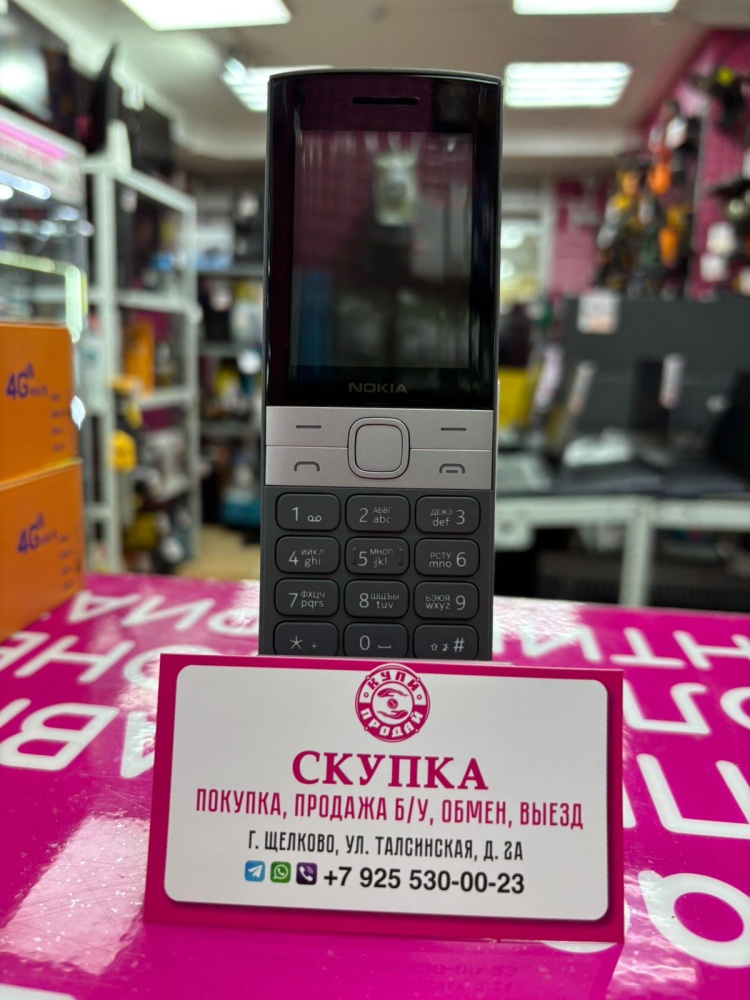 NOKIA
1
2 АБВГ abc
ДЕЖЗ def 3
4 ИЙКЛ ghi
5 МНОП jkl
РСТУ mno 6
7 ФХЦЧ pqrs
8 ШЩЪЫ tuv
ЬЭЮЯ wxyz 9
* +
0
#
4G
4G
КУПИ
ПРОДАЙ
СКУПКА
ПОКУПКА, ПРОДАЖА Б/У, ОБМЕН, ВЫЕЗД
Г. ЩЕЛКОВО, УЛ. ТАЛСИНСКАЯ, Д. 2А
+7 925 530-00-23